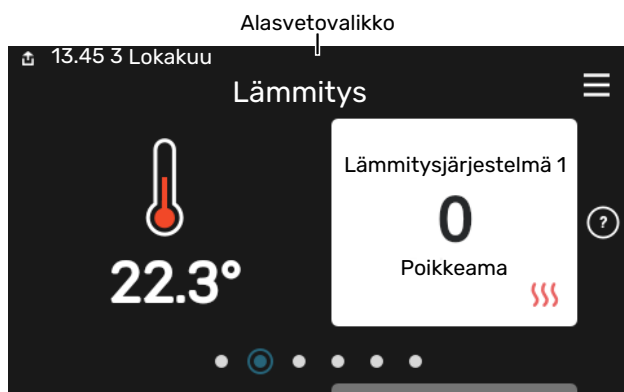 Alasvetovalikko
13.45 3 Lokakuu
Lämmitys
Lämmitysjärjestelmä 1
0
22.3°
Poikkeama
?